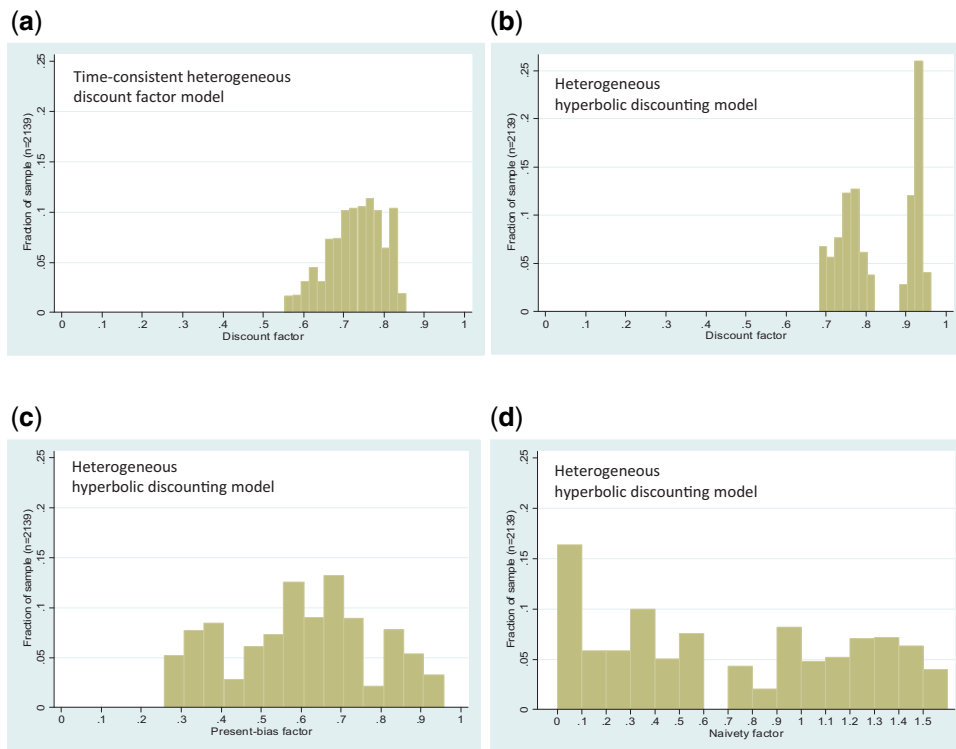 (a)
Time-consistent heterogeneous
discount factor model
Fraction of sample (n=2139)
0 .05 .1 .15 .2 .25
0 .1 .2 .3 .4 .5 .6 .7 .8 .9 1
Discount factor
(b)
Heterogeneous
hyperbolic discounting model
Fraction of sample (n=2139)
0 .05 .1 .15 .2 .25
0 .1 .2 .3 .4 .5 .6 .7 .8 .9 1
Discount factor
(c)
Heterogeneous
hyperbolic discounting model
Fraction of sample (n=2139)
0 .05 .1 .15 .2 .25
0 .1 .2 .3 .4 .5 .6 .7 .8 .9 1
Present-bias factor
(d)
Heterogeneous
hyperbolic discounting model
Fraction of sample (n=2139)
0 .05 .1 .15 .2 .25
0 .1 .2 .3 .4 .5 .6 .7 .8 .9 1 1.1 1.2 1.3 1.4 1.5
Naivety factor